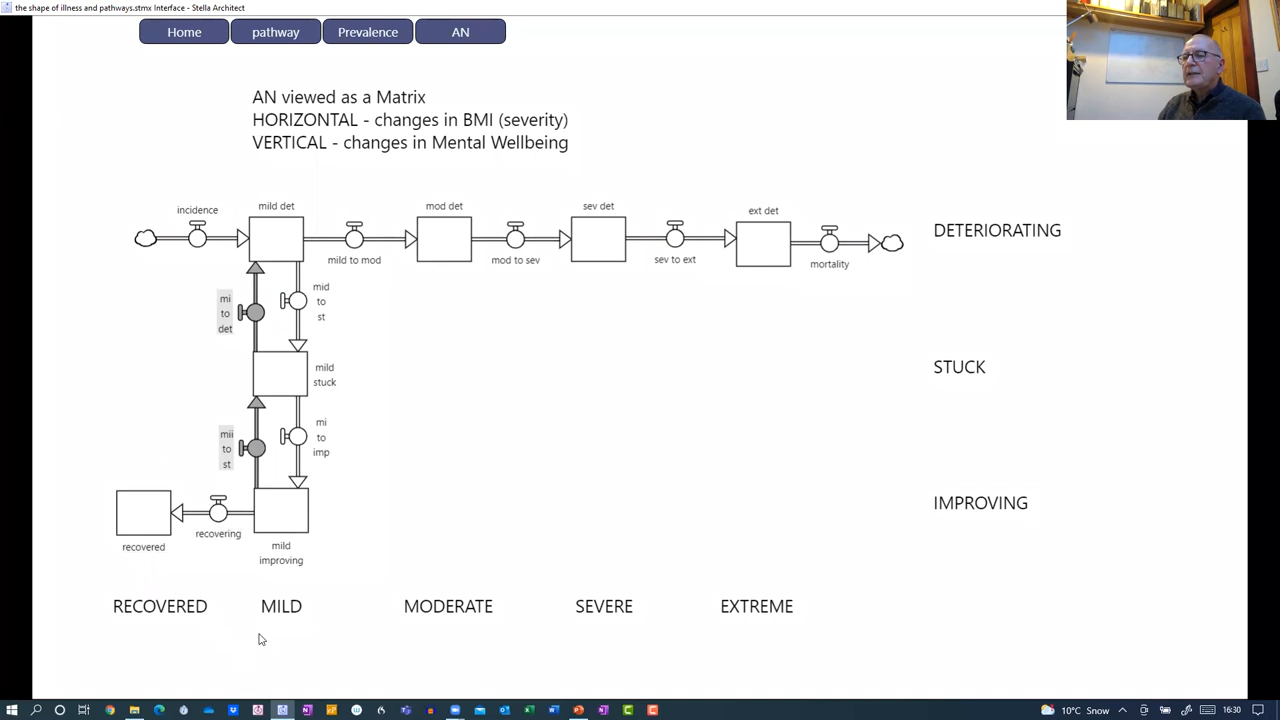 the shape of illness and pathways.stmx Interface - Stella Architect
Home
pathway
Prevalence
AN
AN viewed as a Matrix
HORIZONTAL - changes in BMI (severity)
VERTICAL - changes in Mental Wellbeing
incidence
mild det
mod det
sev det
ext det
DETERIORATING
mild to mod
mod to sev
sev to ext
mortality
mi
to
det
mid
to
st
mild
stuck
STUCK
mii
to
st
mi
to
imp
IMPROVING
recovering
recovered
mild
improving
RECOVERED
MILD
MODERATE
SEVERE
EXTREME
10°C Snow
16:30